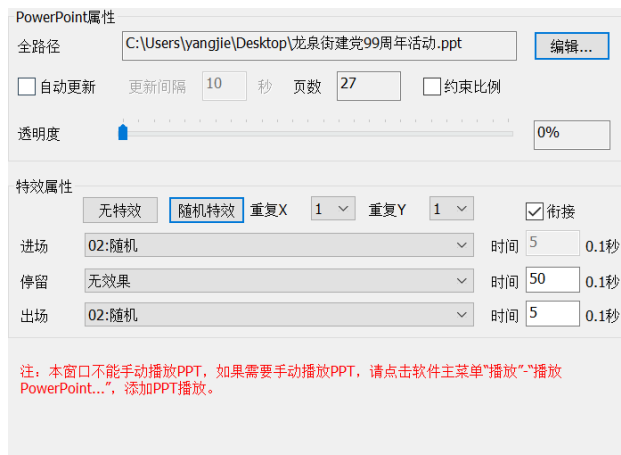 PowerPoint属性
全路径 C:\Users\yangjie\Desktop\龙泉街建党99周年活动.ppt 编辑...
自动更新 更新间隔 10 秒 页数 27 约束比例
透明度 0%
特效属性
无特效 随机特效 重复X 1 重复Y 1 衔接
进场 02:随机 时间 5 0.1秒
停留 无效果 时间 50 0.1秒
出场 02:随机 时间 5 0.1秒
注：本窗口不能手动播放PPT，如果需要手动播放PPT，请点击软件主菜单“播放”-“播放
PowerPoint...”，添加PPT播放。